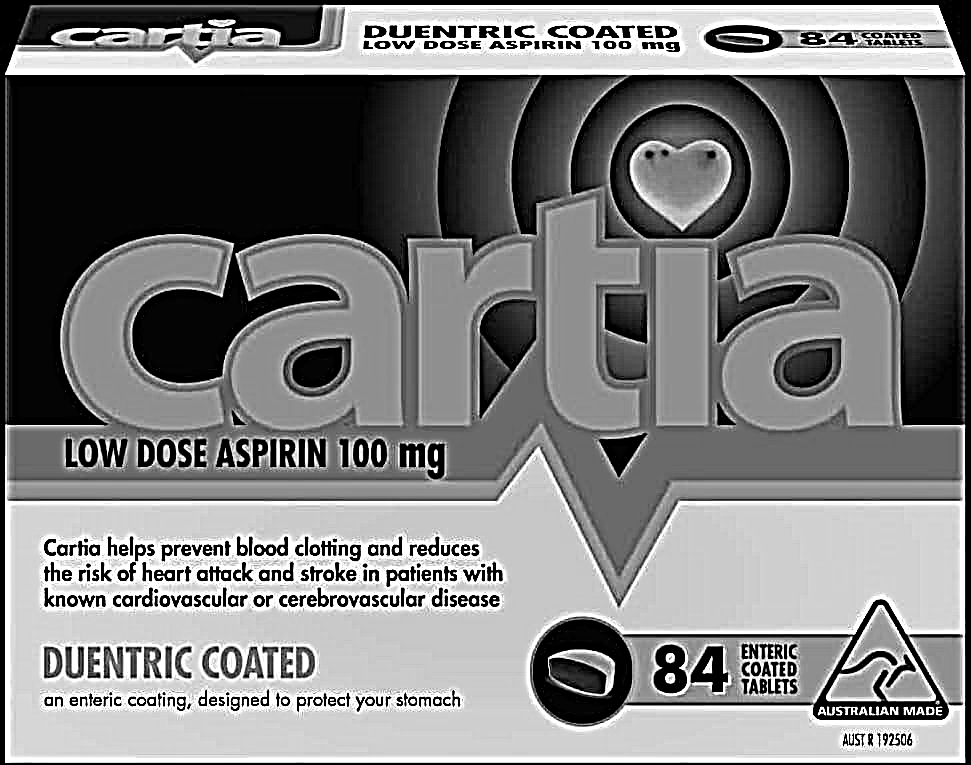 cartia
DUENTRIC COATED
LOW DOSE ASPIRIN 100 mg
84 COATED
TABLETS
cartia
LOW DOSE ASPIRIN 100 mg
Cartia helps prevent blood clotting and reduces
the risk of heart attack and stroke in patients with
known cardiovascular or cerebrovascular disease
DUENTRIC COATED
an enteric coating, designed to protect your stomach
84 ENTERIC
COATED
TABLETS
AUSTRALIAN MADE
AUST R 192506